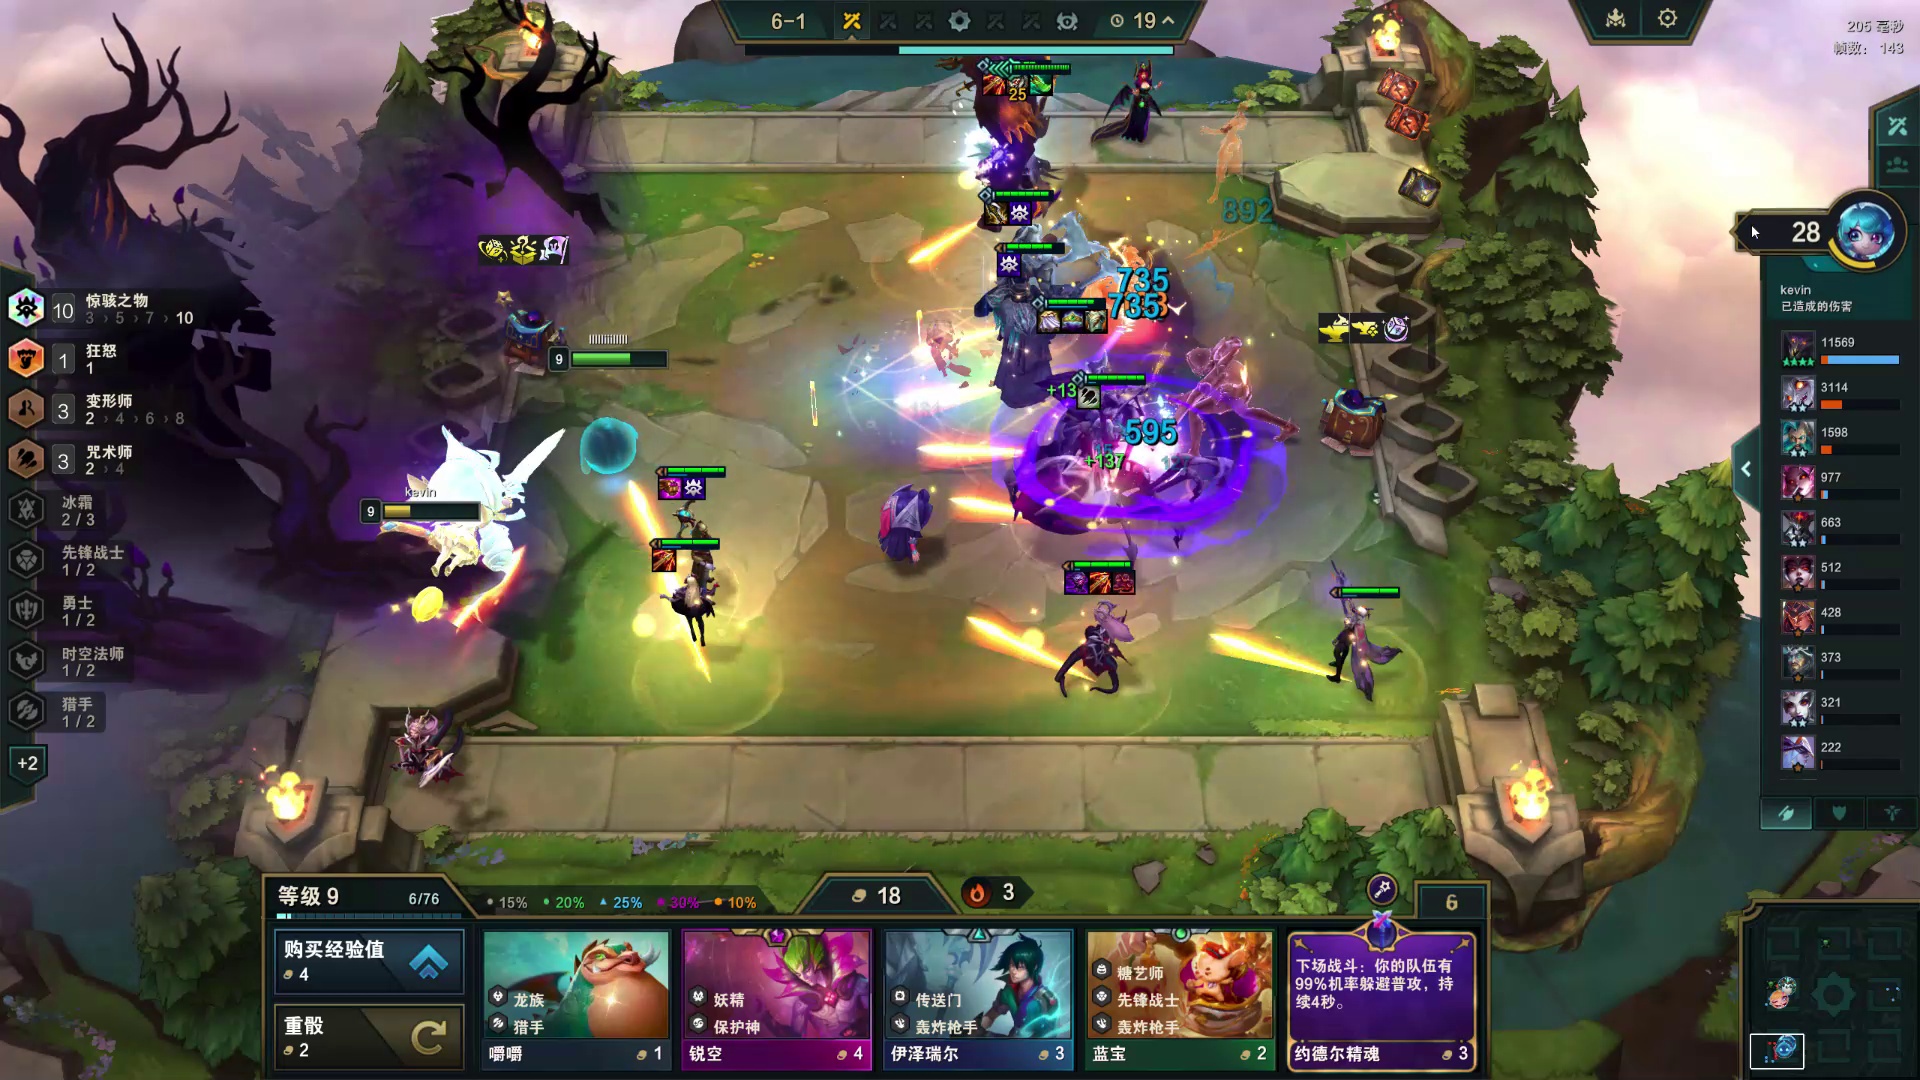 6-1
19
205 毫秒
帧数: 143
25
892
28
kevin
已造成的伤害
11569
3114
1598
977
663
512
428
373
321
222
735
735
+13
595
+137
10
惊骇之物
3 › 5 › 7 › 10
1
狂怒
1
3
变形师
2 › 4 › 6 › 8
3
咒术师
2 › 4
冰霜
2 / 3
先锋战士
1 / 2
勇士
1 / 2
时空法师
1 / 2
猎手
1 / 2
+2
9
kevin
9
等级 9
6/76
15% 20% 25% 30% 10%
18
3
6
购买经验值
4
重骰
2
龙族
猎手
嚼嚼
1
妖精
保护神
锐空
4
传送门
轰炸枪手
伊泽瑞尔
3
糖艺师
先锋战士
轰炸枪手
蓝宝
2
下场战斗：你的队伍有
99%机率躲避普攻，持
续4秒。
约德尔精魂
3